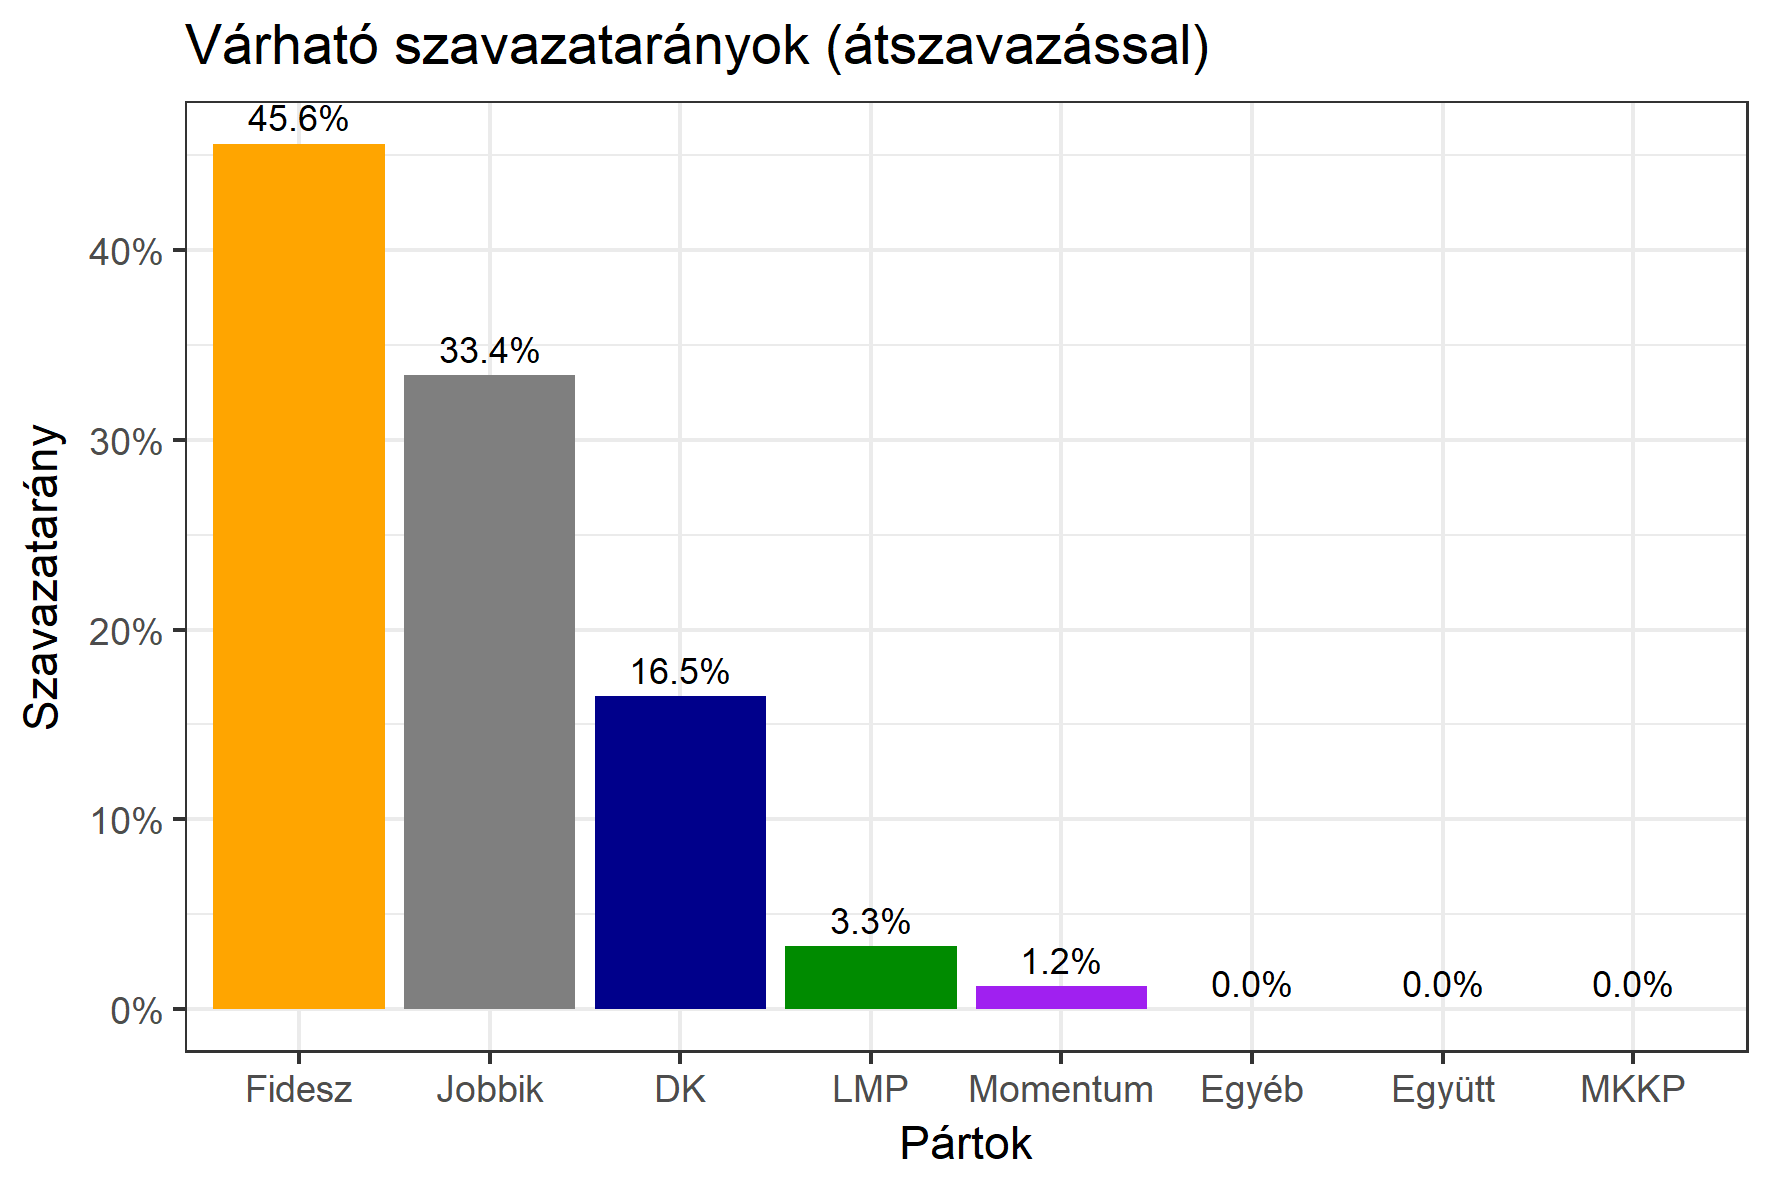 Várható szavazatarányok (átszavazással)
45.6%
33.4%
16.5%
3.3%
1.2%
0.0%
0.0%
0.0%
40%
30%
20%
10%
0%
Szavazatarány
Fidesz
Jobbik
DK
LMP
Momentum
Egyéb
Együtt
MKKP
Pártok